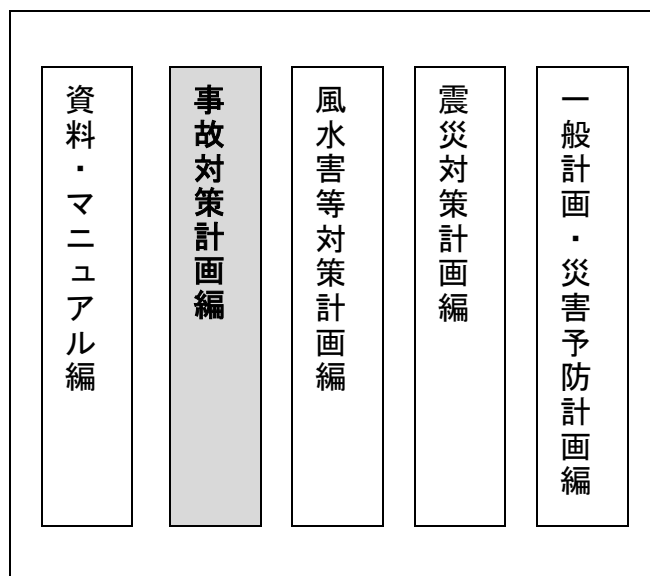 一般計画・災害予防計画編
震災対策計画編
風水害等対策計画編
事故対策計画編
資料・マニュアル編